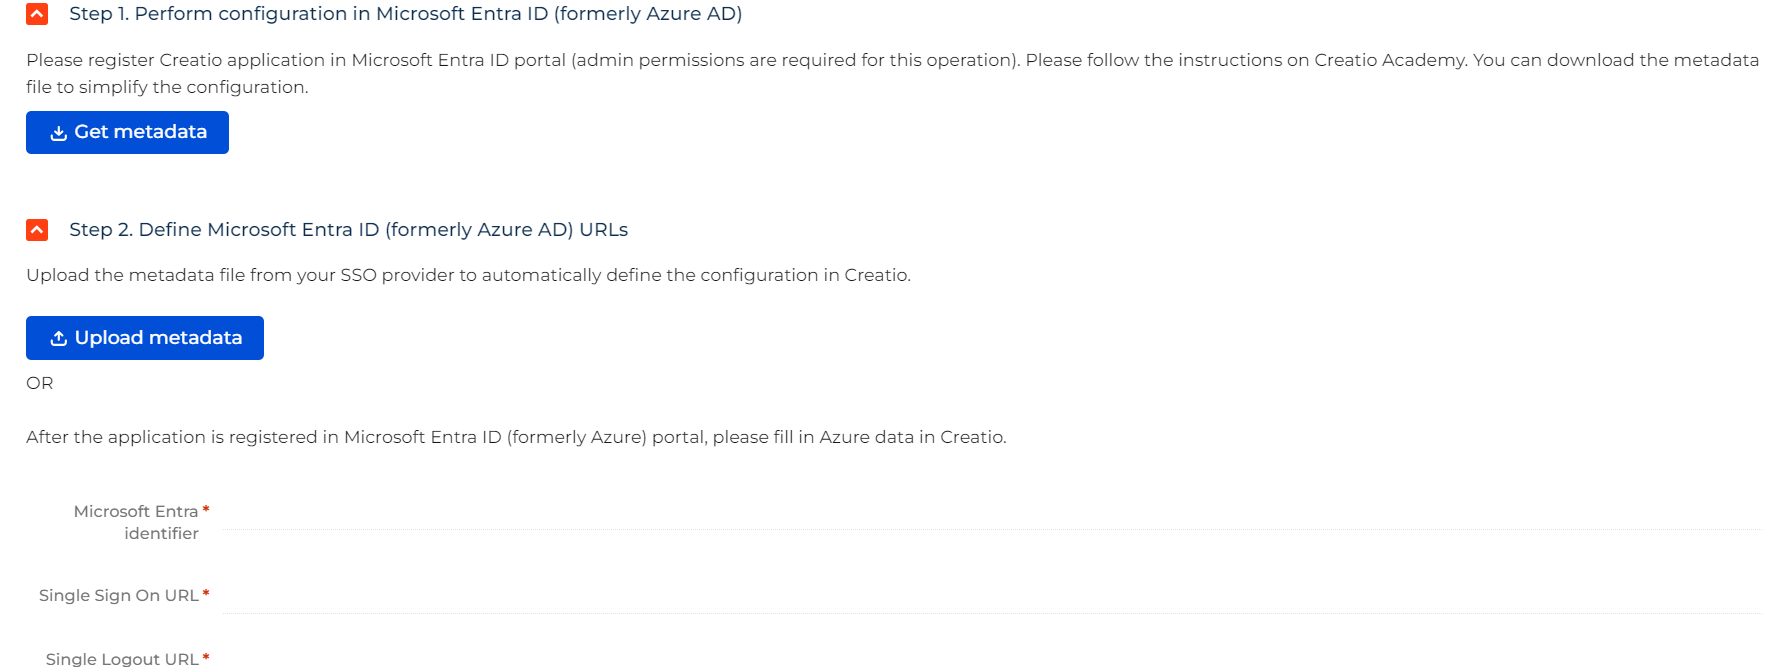 Step 1. Perform configuration in Microsoft Entra ID (formerly Azure AD)
Please register Creatio application in Microsoft Entra ID portal (admin permissions are required for this operation). Please follow the instructions on Creatio Academy. You can download the metadata
file to simplify the configuration.
Get metadata
Step 2. Define Microsoft Entra ID (formerly Azure AD) URLs
Upload the metadata file from your SSO provider to automatically define the configuration in Creatio.
Upload metadata
OR
After the application is registered in Microsoft Entra ID (formerly Azure) portal, please fill in Azure data in Creatio.
Microsoft Entra *
identifier
Single Sign On URL *
Single Logout URL *